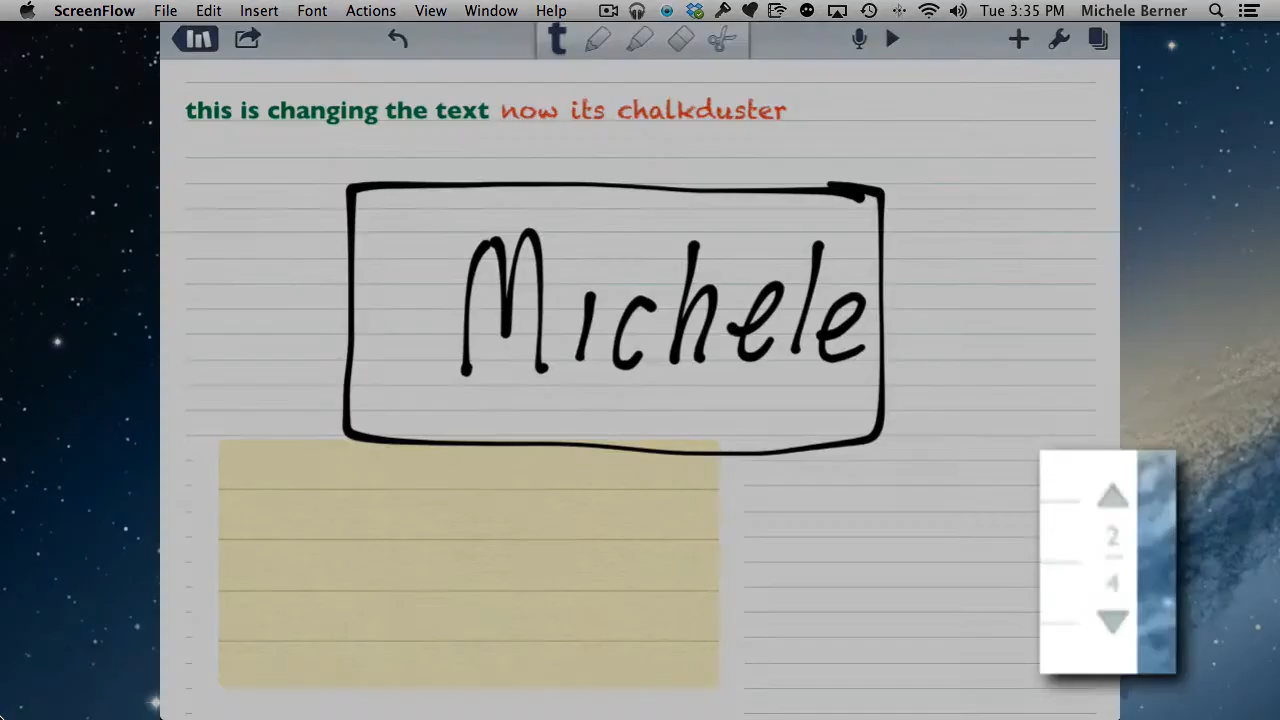 ScreenFlow File Edit Insert Font Actions View Window Help Tue 3:35 PM Michele Berner
t
this is changing the text now its chalkduster
Michele
2
4